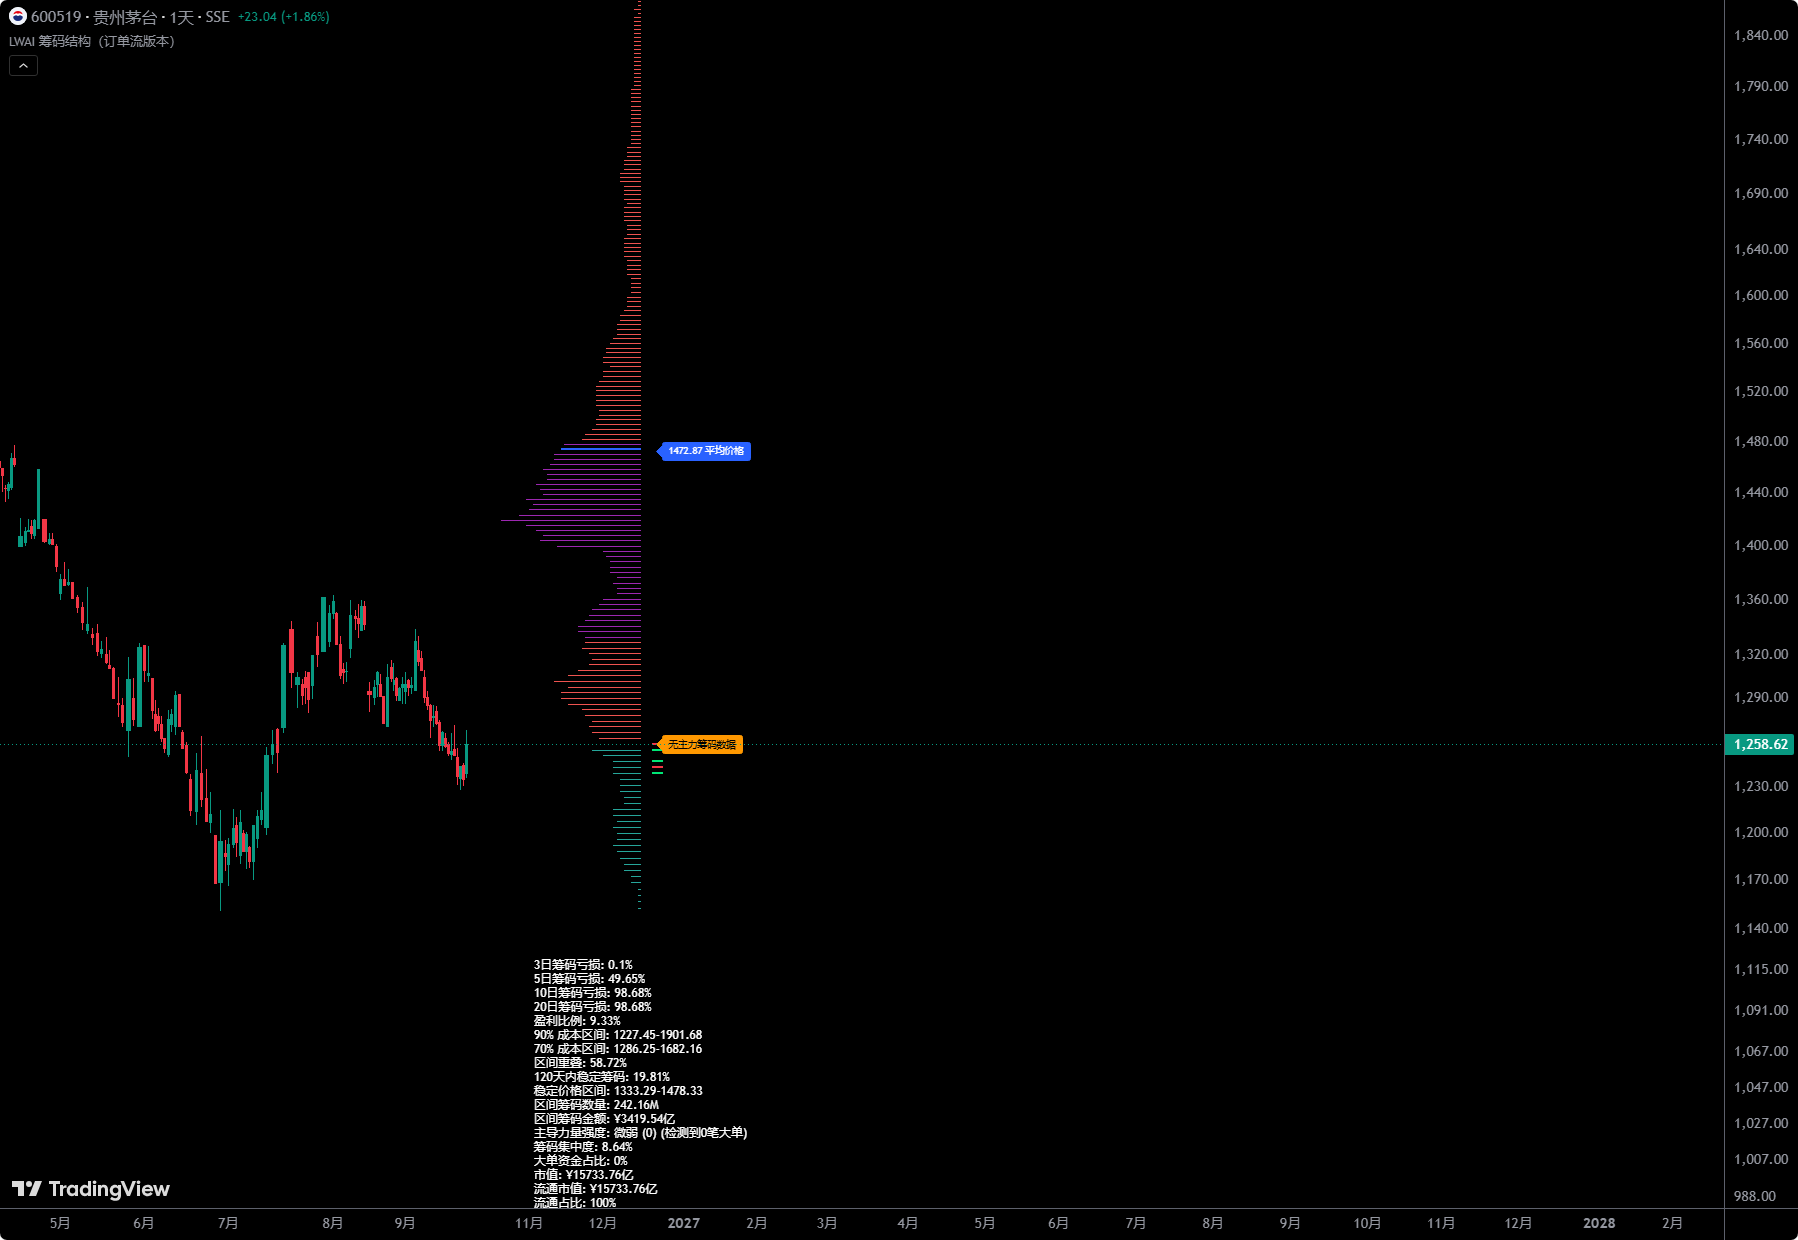 600519 · 贵州茅台 · 1天 · SSE +23.04 (+1.86%)
LWAI 筹码结构（订单流版本）
1,840.00
1,790.00
1,740.00
1,690.00
1,640.00
1,600.00
1,560.00
1,520.00
1,480.00
1472.87 平均价格
1,440.00
1,400.00
1,360.00
1,320.00
1,290.00
无主力筹码数据
1,258.62
1,230.00
1,200.00
1,170.00
1,140.00
1,115.00
1,091.00
1,067.00
1,047.00
1,027.00
1,007.00
988.00
3日筹码亏损: 0.1%
5日筹码亏损: 49.65%
10日筹码亏损: 98.68%
20日筹码亏损: 98.68%
盈利比例: 9.33%
90% 成本区间: 1227.45-1901.68
70% 成本区间: 1286.25-1682.16
区间重叠: 58.72%
120天内稳定筹码: 19.81%
稳定价格区间: 1333.29-1478.33
区间筹码数量: 242.16M
区间筹码金额: ¥3419.54亿
主导力量强度: 微弱 (0) (检测到0笔大单)
筹码集中度: 8.64%
大单资金占比: 0%
市值: ¥15733.76亿
流通市值: ¥15733.76亿
流通占比: 100%
TradingView
5月 6月 7月 8月 9月 11月 12月 2027 2月 3月 4月 5月 6月 7月 8月 9月 10月 11月 12月 2028 2月